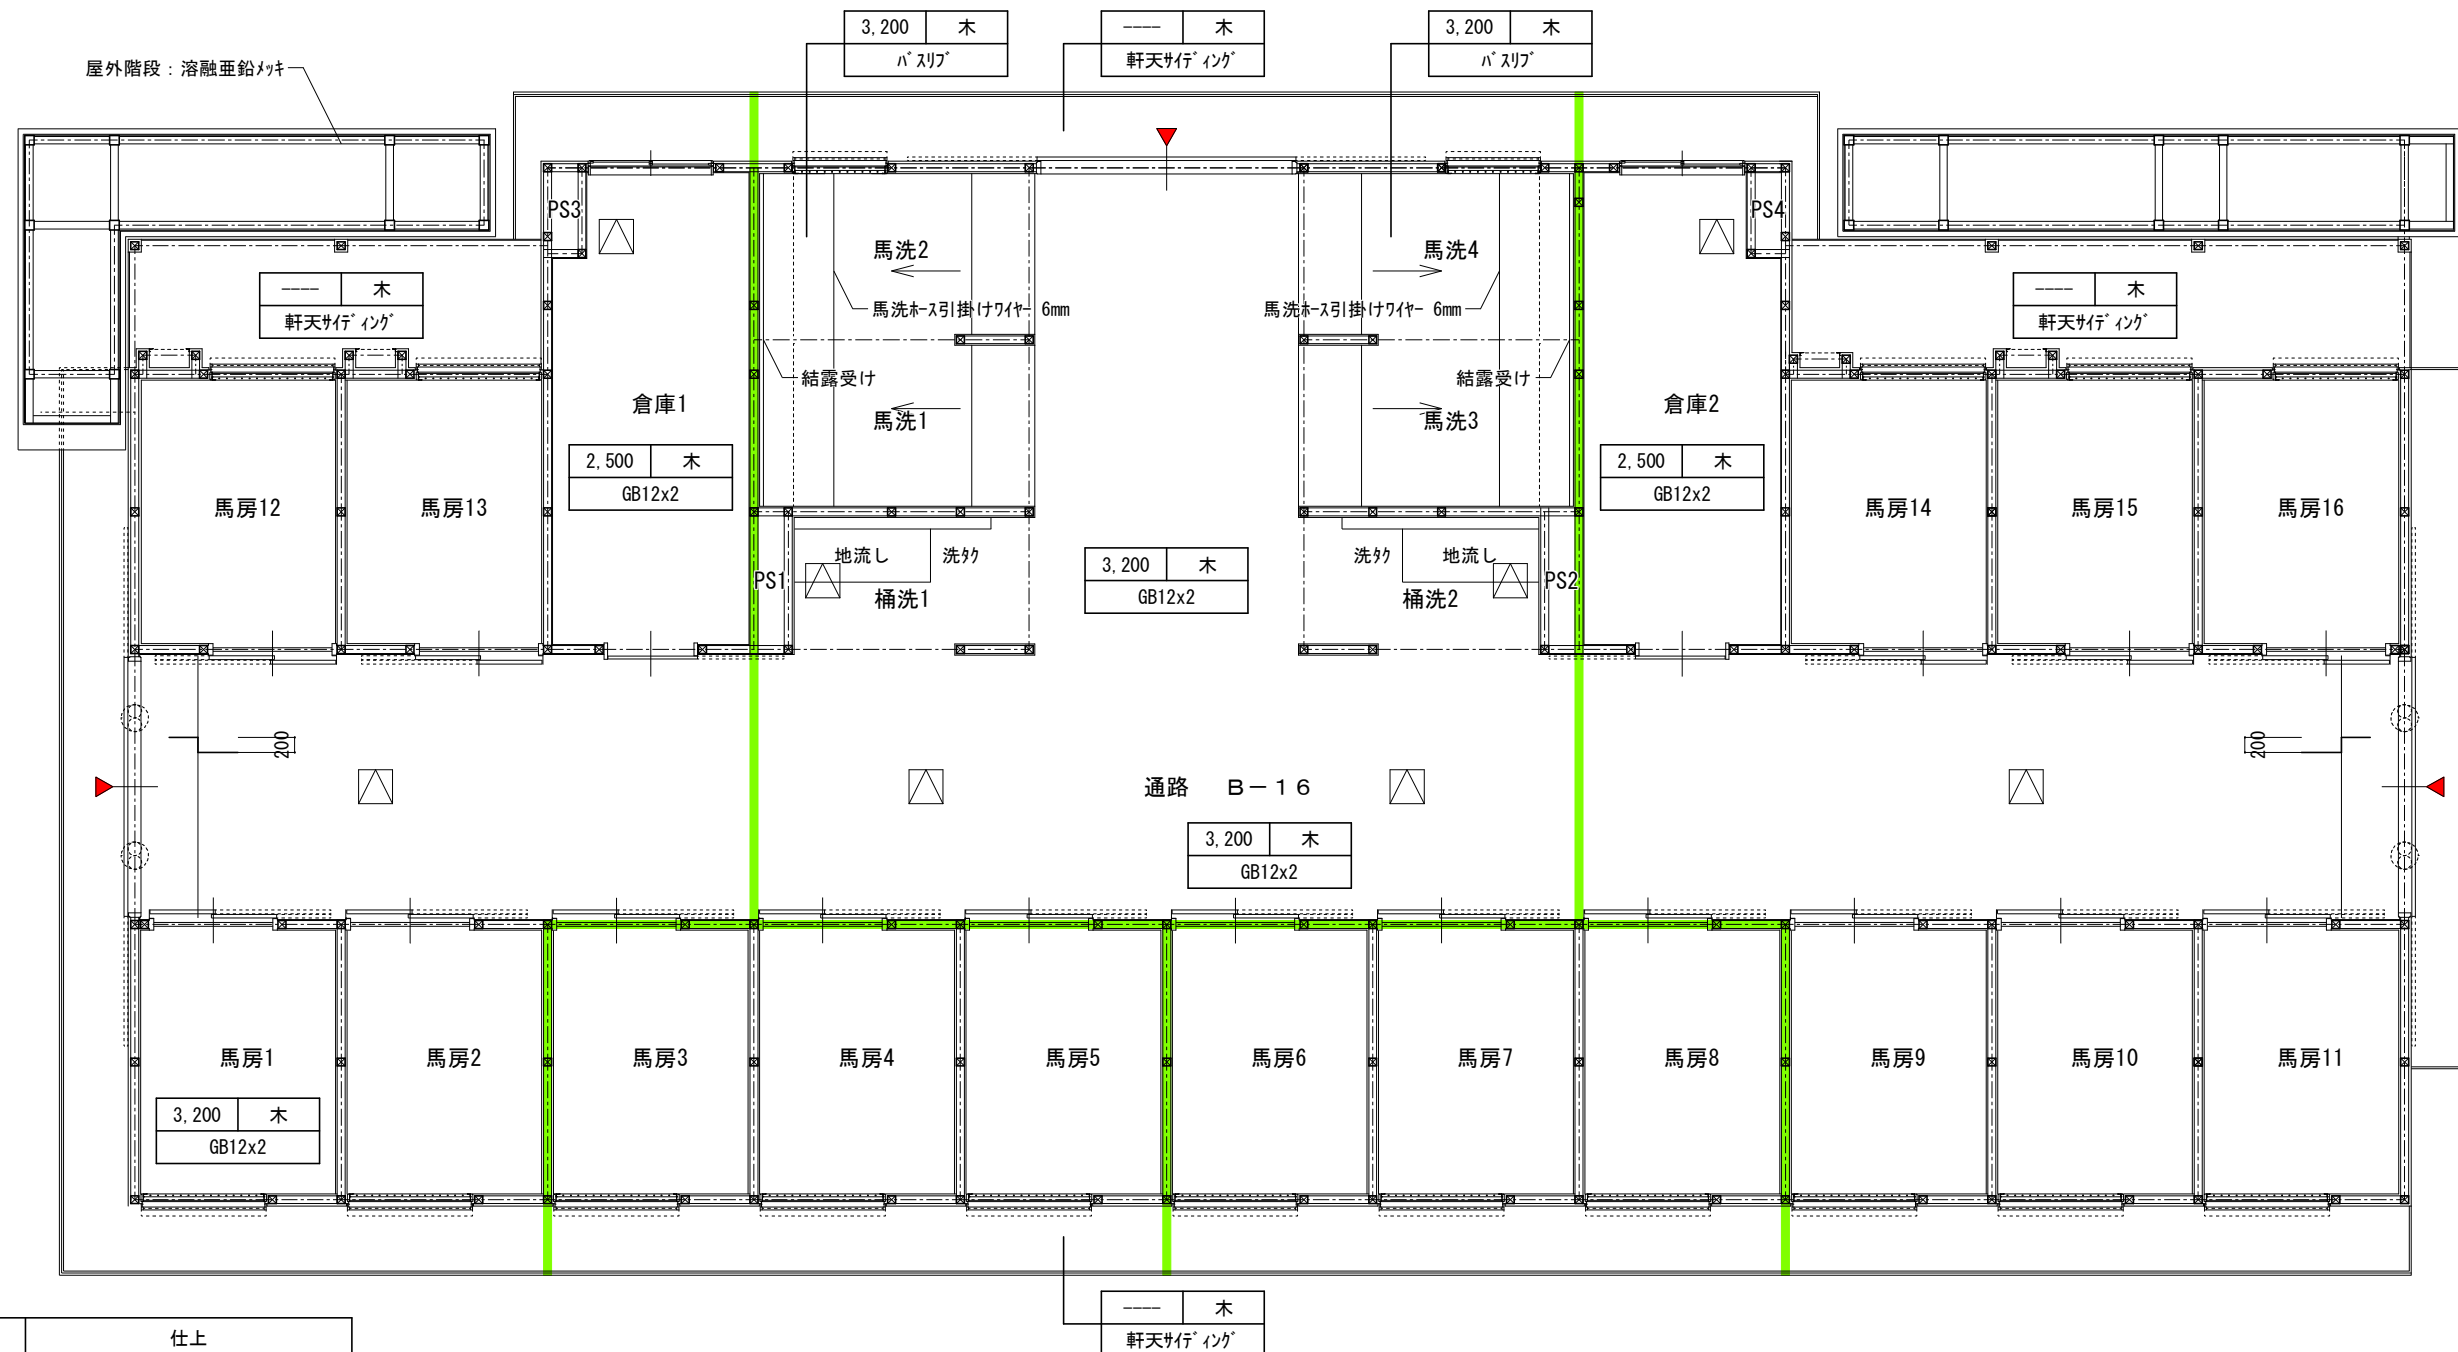 3,200 木
バスリブ
---- 木
軒天サイディング
3,200 木
バスリブ
屋外階段：溶融亜鉛メッキ
PS3
PS4
馬洗2
馬洗4
---- 木
軒天サイディング
馬洗ホース引掛けワイヤー 6mm
馬洗ホース引掛けワイヤー 6mm
---- 木
軒天サイディング
結露受け
結露受け
倉庫1
馬洗1
馬洗3
倉庫2
2,500 木
GB12x2
2,500 木
GB12x2
馬房12
馬房13
馬房14
馬房15
馬房16
地流し
洗タク
洗タク
地流し
3,200 木
GB12x2
PS1
桶洗1
桶洗2
PS2
200
200
通路 B－16
3,200 木
GB12x2
馬房1
馬房2
馬房3
馬房4
馬房5
馬房6
馬房7
馬房8
馬房9
馬房10
馬房11
3,200 木
GB12x2
---- 木
軒天サイディング
仕上